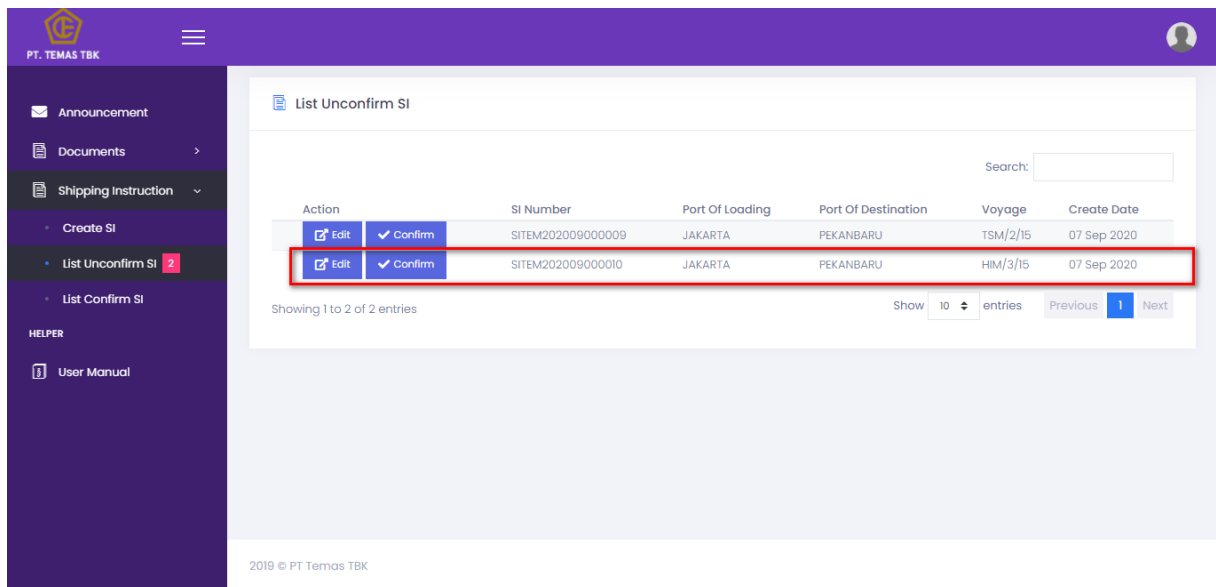 PT. TEMAS TBK
Announcement
Documents
Shipping Instruction
Create SI
List Unconfirm SI 2
List Confirm SI
HELPER
User Manual
List Unconfirm SI
Search:
Action SI Number Port Of Loading Port Of Destination Voyage Create Date
Edit Confirm SITEM202009000009 JAKARTA PEKANBARU TSM/2/15 07 Sep 2020
Edit Confirm SITEM202009000010 JAKARTA PEKANBARU HIM/3/15 07 Sep 2020
Showing 1 to 2 of 2 entries Show 10 entries Previous 1 Next
2019 © PT Temas TBK